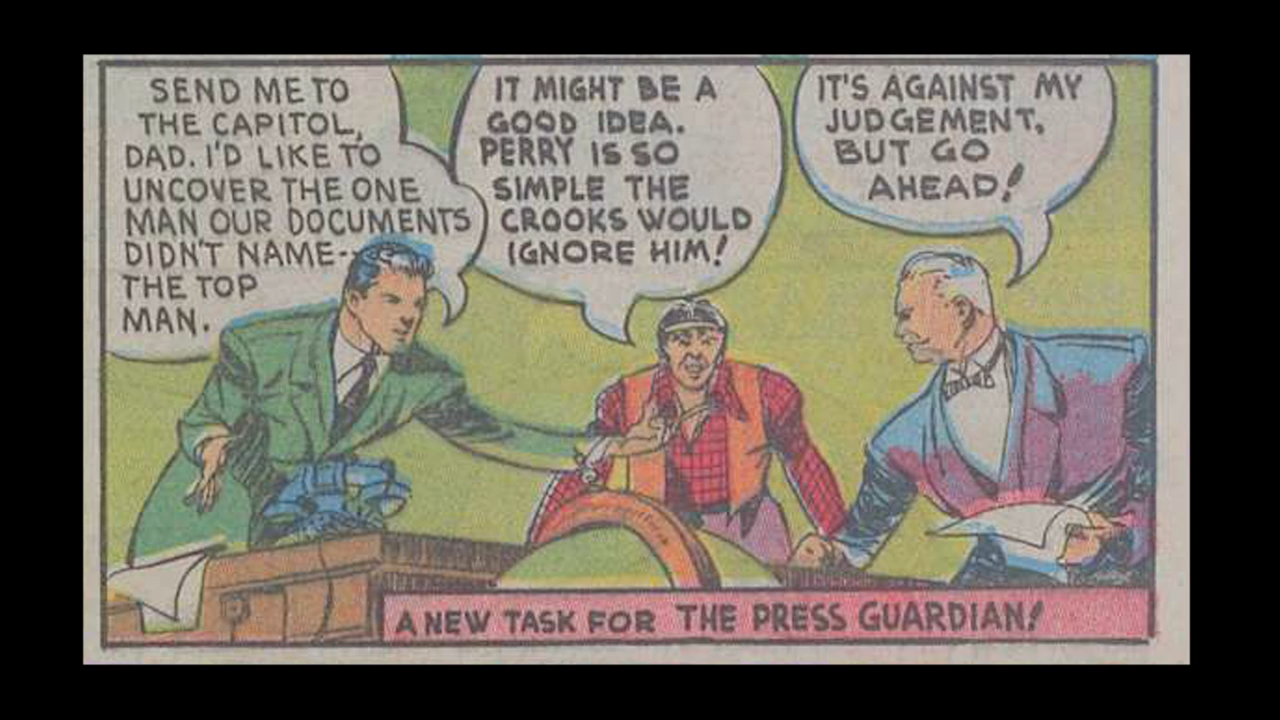 SEND ME TO
THE CAPITOL,
DAD. I'D LIKE TO
UNCOVER THE ONE
MAN OUR DOCUMENTS
DIDN'T NAME--
THE TOP
MAN.
IT MIGHT BE A
GOOD IDEA.
PERRY IS SO
SIMPLE THE
CROOKS WOULD
IGNORE HIM!
IT'S AGAINST MY
JUDGEMENT,
BUT GO
AHEAD!
A NEW TASK FOR THE PRESS GUARDIAN!